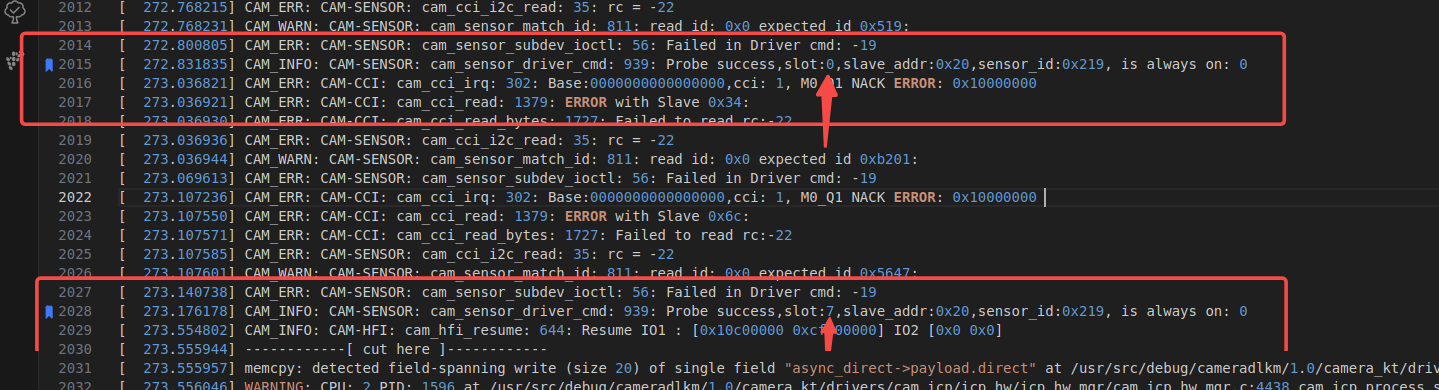 2012 [ 272.768215] CAM_ERR: CAM-SENSOR: cam_cci_i2c_read: 35: rc = -22
2013 [ 272.768231] CAM_WARN: CAM-SENSOR: cam_sensor_match_id: 811: read id: 0x0 expected id 0x519:
2014 [ 272.800805] CAM_ERR: CAM-SENSOR: cam_sensor_subdev_ioctl: 56: Failed in Driver cmd: -19
2015 [ 272.831835] CAM_INFO: CAM-SENSOR: cam_sensor_driver_cmd: 939: Probe success,slot:0,slave_addr:0x20,sensor_id:0x219, is always on: 0
2016 [ 273.036821] CAM_ERR: CAM-CCI: cam_cci_irq: 302: Base:0000000000000000,cci: 1, M0_Q1 NACK ERROR: 0x10000000
2017 [ 273.036921] CAM_ERR: CAM-CCI: cam_cci_read: 1379: ERROR with Slave 0x34:
2018 [ 273.036930] CAM_ERR: CAM-CCI: cam_cci_read_bytes: 1727: Failed to read rc:-22
2019 [ 273.036936] CAM_ERR: CAM-SENSOR: cam_cci_i2c_read: 35: rc = -22
2020 [ 273.036944] CAM_WARN: CAM-SENSOR: cam_sensor_match_id: 811: read id: 0x0 expected id 0xb201:
2021 [ 273.069613] CAM_ERR: CAM-SENSOR: cam_sensor_subdev_ioctl: 56: Failed in Driver cmd: -19
2022 [ 273.107236] CAM_ERR: CAM-CCI: cam_cci_irq: 302: Base:0000000000000000,cci: 1, M0_Q1 NACK ERROR: 0x10000000
2023 [ 273.107550] CAM_ERR: CAM-CCI: cam_cci_read: 1379: ERROR with Slave 0x6c:
2024 [ 273.107571] CAM_ERR: CAM-CCI: cam_cci_read_bytes: 1727: Failed to read rc:-22
2025 [ 273.107585] CAM_ERR: CAM-SENSOR: cam_cci_i2c_read: 35: rc = -22
2026 [ 273.107601] CAM_WARN: CAM-SENSOR: cam_sensor_match_id: 811: read id: 0x0 expected id 0x5647:
2027 [ 273.140738] CAM_ERR: CAM-SENSOR: cam_sensor_subdev_ioctl: 56: Failed in Driver cmd: -19
2028 [ 273.176178] CAM_INFO: CAM-SENSOR: cam_sensor_driver_cmd: 939: Probe success,slot:7,slave_addr:0x20,sensor_id:0x219, is always on: 0
2029 [ 273.554802] CAM_INFO: CAM-HFI: cam_hfi_resume: 644: Resume IO1 : [0x10c00000 IO2 [0x0 0x0]
2030 [ 273.555944] ------------[ cut here ]------------
2031 [ 273.555957] memcpy: detected field-spanning write (size 20) of single field "async_direct->payload.direct" at /usr/src/debug/cameradlkm/1.0/camera_kt/driv
2032 [ 273.556046] WARNING: CPU: 2 PID: 1596 at /usr/src/debug/cameradlkm/1.0/camera_kt/drivers/cam_icp/icp_hw/icp_hw_mgr/cam_icp_hw_mgr.c:4438 cam_icp_process